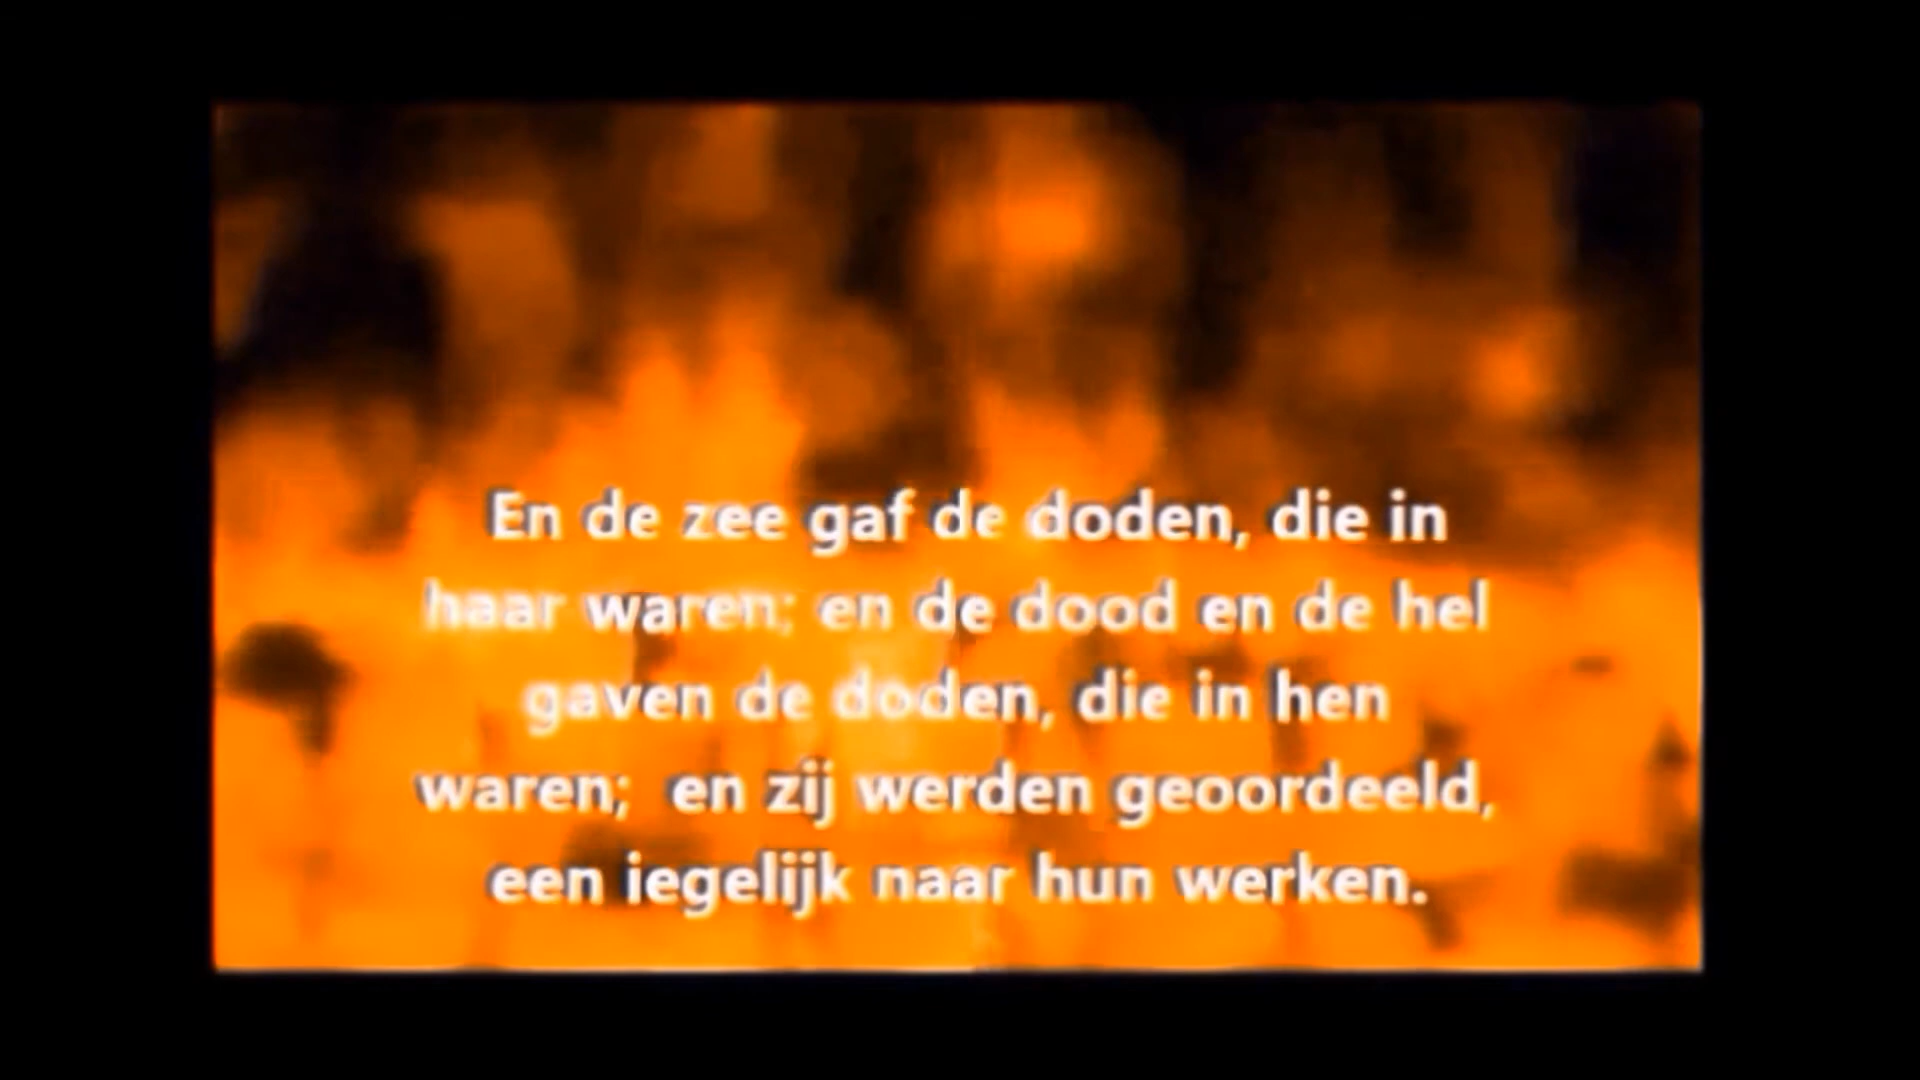 En de zee gaf de doden, die in
haar waren; en de dood en de hel
gaven de doden, die in hen
waren;  en zij werden geoordeeld,
een iegelijk naar hun werken.